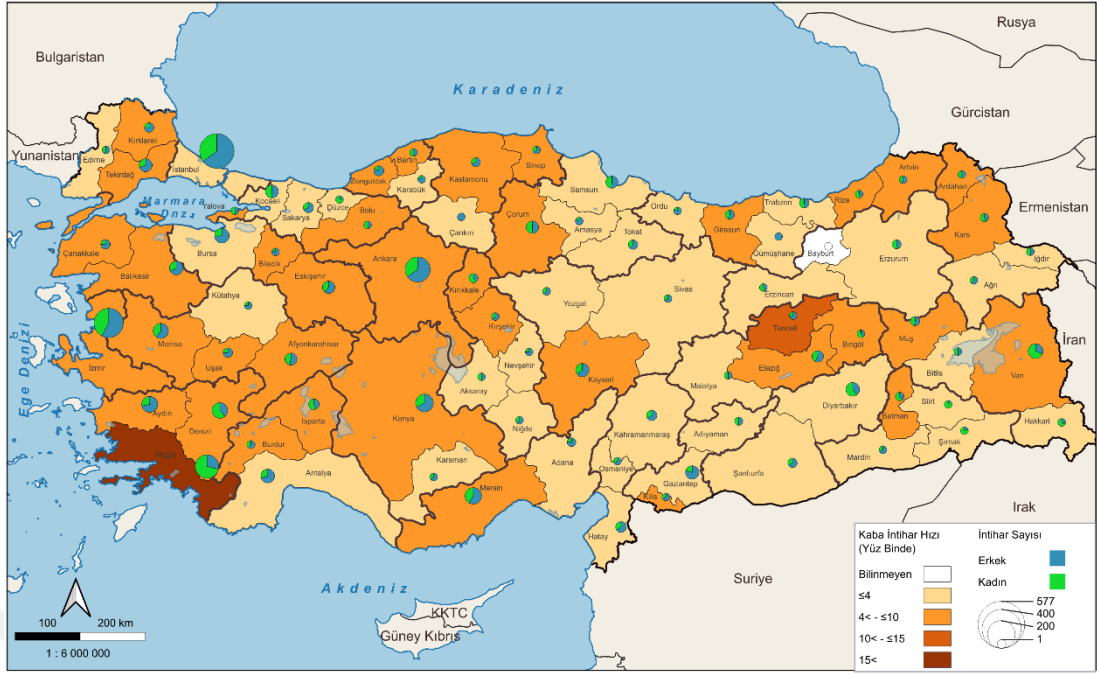 Rusya
Bulgaristan
Karadeniz
Gürcistan
Yunanistan
Ermenistan
İran
Irak
Suriye
KKTC
Güney Kıbrıs
Akdeniz
Ege Denizi
Marmara
Dnz.
Kırklareli
Edirne
Tekirdağ
İstanbul
Yalova
Kocaeli
Sakarya
Düzce
Bolu
Zonguldak
Bartın
Karabük
Kastamonu
Sinop
Çankırı
Çorum
Samsun
Amasya
Tokat
Ordu
Giresun
Trabzon
Gümüşhane
Bayburt
Rize
Artvin
Ardahan
Kars
Iğdır
Ağrı
Erzurum
Erzincan
Tunceli
Bingöl
Elazığ
Muş
Bitlis
Van
Hakkari
Şırnak
Siirt
Batman
Mardin
Diyarbakır
Şanlıurfa
Adıyaman
Malatya
Kahramanmaraş
Gaziantep
Kilis
Osmaniye
Hatay
Adana
Mersin
Karaman
Niğde
Nevşehir
Aksaray
Kayseri
Sivas
Yozgat
Kırşehir
Kırıkkale
Ankara
Konya
Eskişehir
Bilecik
Bursa
Kütahya
Çanakkale
Balıkesir
Manisa
İzmir
Uşak
Afyonkarahisar
Aydın
Denizli
Burdur
Isparta
Muğla
Antalya
Kaba İntihar Hızı
(Yüz Binde)
Bilinmeyen
≤4
4< - ≤10
10< - ≤15
15<
İntihar Sayısı
Erkek
Kadın
577
400
200
1
100 200 km
1 : 6 000 000